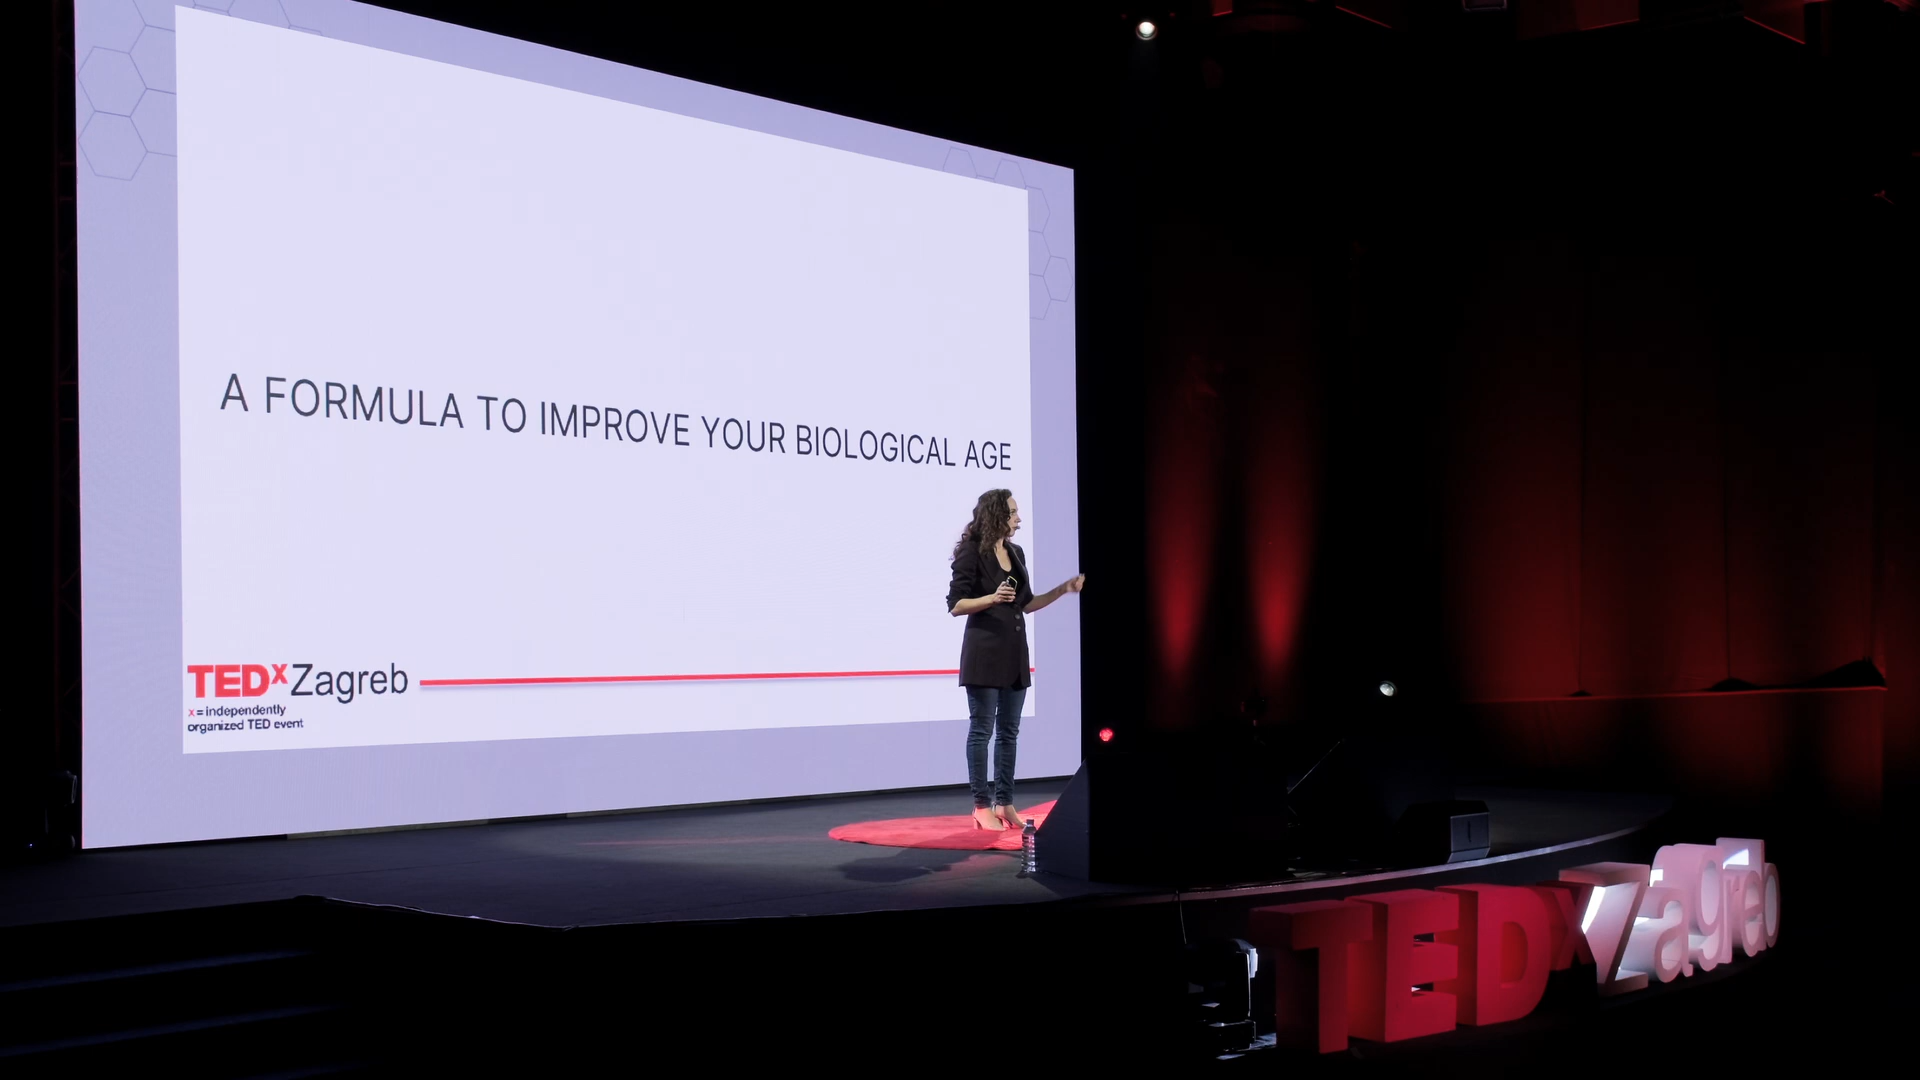 A FORMULA TO IMPROVE YOUR BIOLOGICAL AGE
TEDxZagreb
x = independently
organized TED event
TEDxZagreb